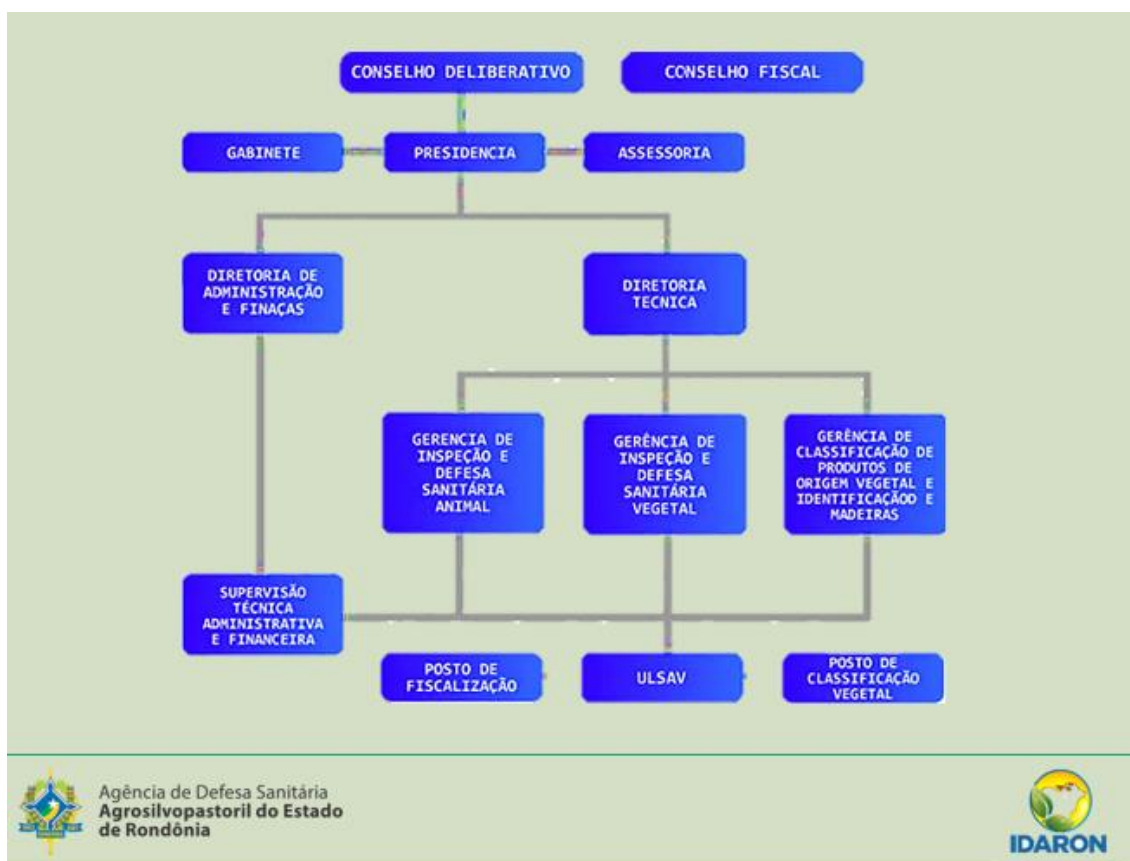 CONSELHO DELIBERATIVO
CONSELHO FISCAL
GABINETE
PRESIDENCIA
ASSESSORIA
DIRETORIA DE
ADMINISTRAÇÃO
E FINAÇAS
DIRETORIA
TECNICA
GERENCIA DE
INSPEÇÃO E
DEFESA
SANITÁRIA
ANIMAL
GERÊNCIA DE
INSPEÇÃO E
DEFESA
SANITÁRIA
VEGETAL
GERÊNCIA DE
CLASSIFICAÇÃO DE
PRODUTOS DE
ORIGEM VEGETAL E
IDENTIFICAÇÃOD E
MADEIRAS
SUPERVISÃO
TÉCNICA
ADMINISTRATIVA
E FINANCEIRA
POSTO DE
FISCALIZAÇÃO
ULSAV
POSTO DE
CLASSIFICAÇÃO
VEGETAL
Agência de Defesa Sanitária
Agrosilvopastoril do Estado
de Rondônia
IDARON